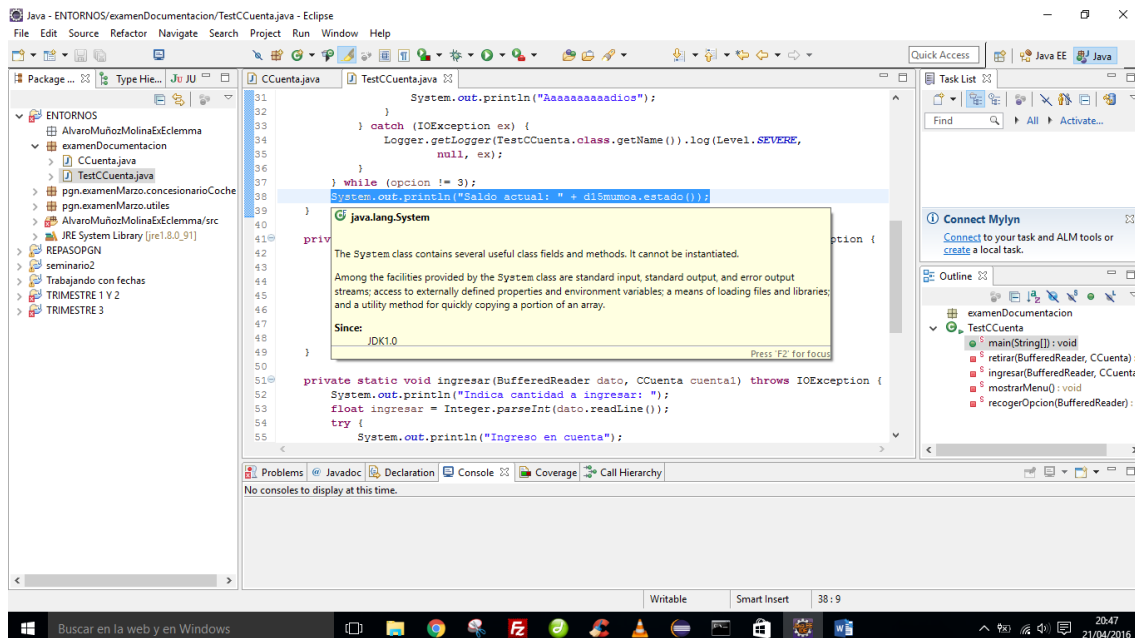 Java - ENTORNOS/examenDocumentacion/TestCCuenta.java - Eclipse
File Edit Source Refactor Navigate Search Project Run Window Help
Quick Access
Java EE
Java
Package ...
Type Hie...
JUnit
CCuenta.java
TestCCuenta.java
Task List
ENTORNOS
AlvaroMuñozMolinaExEclemma
examenDocumentacion
CCuenta.java
TestCCuenta.java
pgn.examenMarzo.concesionarioCoche
pgn.examenMarzo.utiles
AlvaroMuñozMolinaExEclemma/src
JRE System Library [jre1.8.0_91]
REPASOPGN
seminario2
Trabajando con fechas
TRIMESTRE 1 Y 2
TRIMESTRE 3
31 System.out.println("Aaaaaaaaaadios");
32 }
33 } catch (IOException ex) {
34 Logger.getLogger(TestCCuenta.class.getName()).log(Level.SEVERE,
35 null, ex);
36 }
37 } while (opcion != 3);
38 System.out.println("Saldo actual: " + d15mumoa.estado());
39 }
40
41 priv
ption {
42
43
44
45
46
47
48
49 }
50
51 private static void ingresar(BufferedReader dato, CCuenta cuenta1) throws IOException {
52 System.out.println("Indica cantidad a ingresar: ");
53 float ingresar = Integer.parseInt(dato.readLine());
54 try {
55 System.out.println("Ingreso en cuenta");
java.lang.System
The System class contains several useful class fields and methods. It cannot be instantiated.
Among the facilities provided by the System class are standard input, standard output, and error output
streams; access to externally defined properties and environment variables; a means of loading files and libraries;
and a utility method for quickly copying a portion of an array.
Since:
JDK1.0
Press 'F2' for focus
Find
All
Activate...
Connect Mylyn
Connect to your task and ALM tools or
create a local task.
Outline
examenDocumentacion
TestCCuenta
main(String[]) : void
retirar(BufferedReader, CCuenta) :
ingresar(BufferedReader, CCuenta
mostrarMenu() : void
recogerOpcion(BufferedReader) :
Problems
Javadoc
Declaration
Console
Coverage
Call Hierarchy
No consoles to display at this time.
Writable
Smart Insert
38 : 9
Buscar en la web y en Windows
20:47
21/04/2016